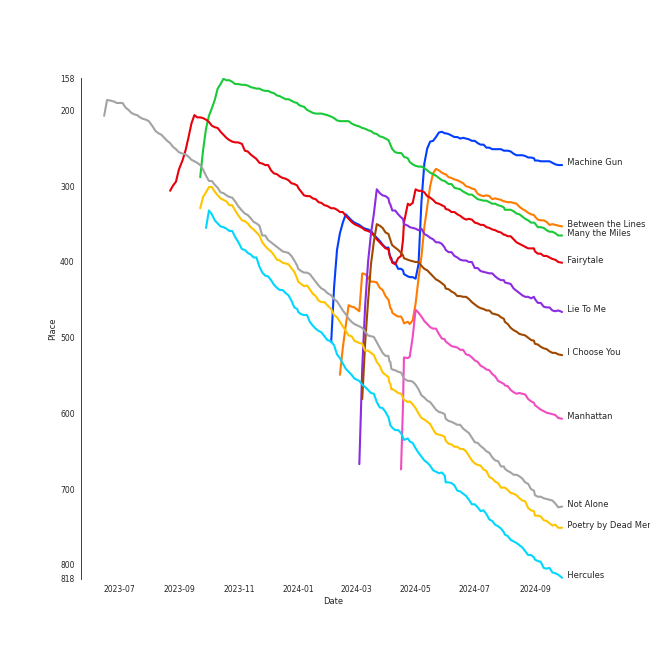 158
200
300
400
500
600
700
800
818
Place
2023-07
2023-09
2023-11
2024-01
2024-03
2024-05
2024-07
2024-09
Date
Machine Gun
Between the Lines
Many the Miles
Fairytale
Lie To Me
I Choose You
Manhattan
Not Alone
Poetry by Dead Mer
Hercules